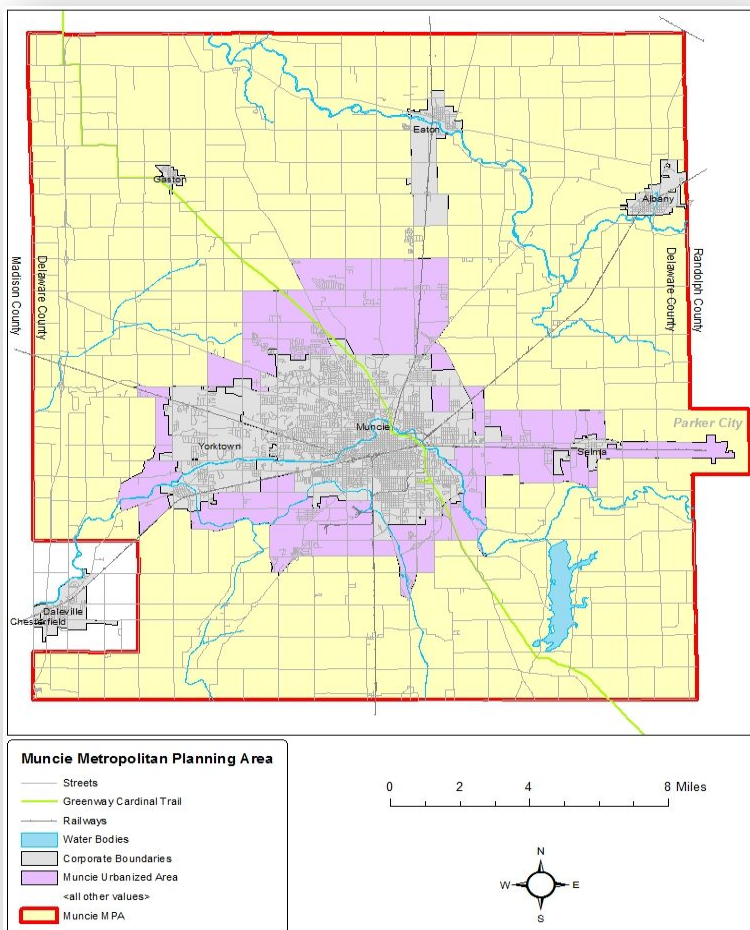 Eaton
Gaston
Albany
Madison County
Delaware County
Delaware County
Randolph County
Muncie
Parker City
Yorktown
Selma
Daleville
Chesterfield
Muncie Metropolitan Planning Area
Streets
Greenway Cardinal Trail
Railways
Water Bodies
Corporate Boundaries
Muncie Urbanized Area
<all other values>
Muncie MPA
0 2 4 8 Miles
N
W E
S